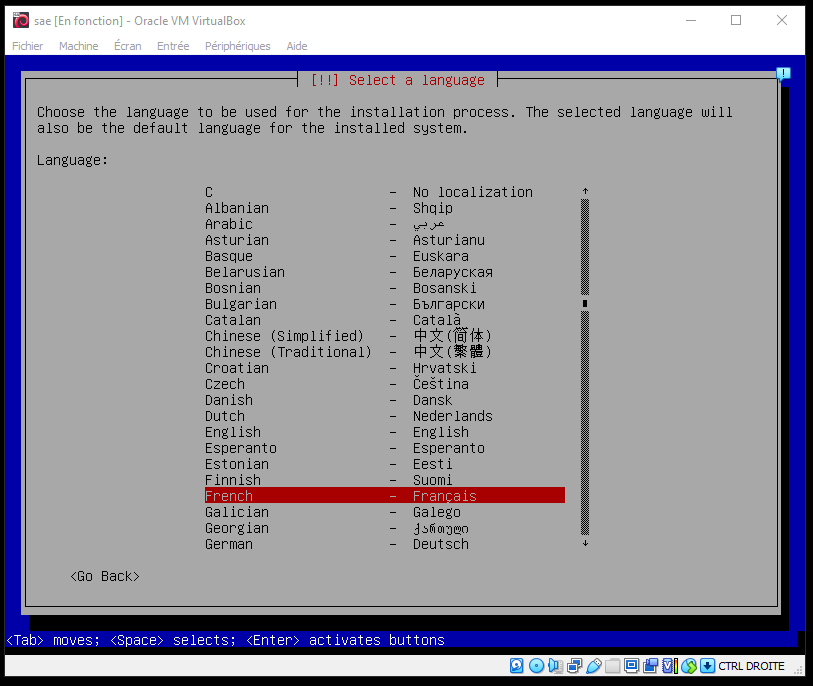 sae [En fonction] - Oracle VM VirtualBox
Fichier Machine Écran Entrée Périphériques Aide
[!!] Select a language
Choose the language to be used for the installation process. The selected language will
also be the default language for the installed system.
Language:
C - No localization
Albanian - Shqip
Arabic - عربي
Asturian - Asturianu
Basque - Euskara
Belarusian - Беларуская
Bosnian - Bosanski
Bulgarian - Български
Catalan - Català
Chinese (Simplified) - 中文(简体)
Chinese (Traditional) - 中文(繁體)
Croatian - Hrvatski
Czech - Čeština
Danish - Dansk
Dutch - Nederlands
English - English
Esperanto - Esperanto
Estonian - Eesti
Finnish - Suomi
French - Français
Galician - Galego
Georgian - ქართული
German - Deutsch
<Go Back>
<Tab> moves; <Space> selects; <Enter> activates buttons
CTRL DROITE